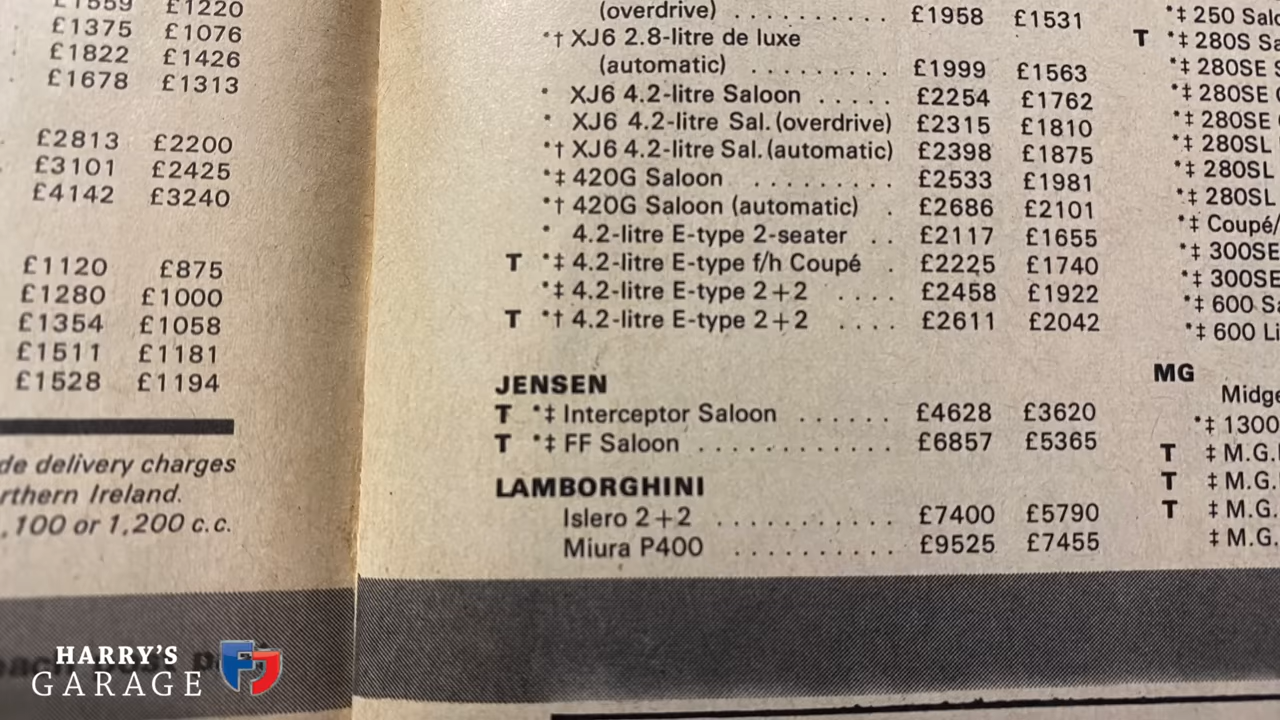 £1559 £1220
£1375 £1076
£1822 £1426
£1678 £1313
£2813 £2200
£3101 £2425
£4142 £3240
£1120 £875
£1280 £1000
£1354 £1058
£1511 £1181
£1528 £1194
de delivery charges
rthern Ireland.
,100 or 1,200 c.c.
(overdrive) .......... £1958 £1531
*† XJ6 2.8-litre de luxe
(automatic) ......... £1999 £1563
* XJ6 4.2-litre Saloon ..... £2254 £1762
* XJ6 4.2-litre Sal. (overdrive) £2315 £1810
*† XJ6 4.2-litre Sal. (automatic) £2398 £1875
*‡ 420G Saloon ......... £2533 £1981
*† 420G Saloon (automatic) . £2686 £2101
* 4.2-litre E-type 2-seater .. £2117 £1655
T *‡ 4.2-litre E-type f/h Coupé . £2225 £1740
*‡ 4.2-litre E-type 2+2 .... £2458 £1922
T *† 4.2-litre E-type 2+2 .... £2611 £2042
JENSEN
T *‡ Interceptor Saloon ...... £4628 £3620
T *‡ FF Saloon ............ £6857 £5365
LAMBORGHINI
Islero 2+2 ........... £7400 £5790
Miura P400 .......... £9525 £7455
*‡ 250 Salo
T *‡ 280S Sa
*‡ 280SE S
*‡ 280SE
*‡ 280SE
*‡ 280SL
*‡ 280SL
*‡ 280SL
*‡ Coupé/
*‡ 300SE
*‡ 300SE
*‡ 600 Sa
*‡ 600 Li
MG
Midge
*‡ 1300
T ‡ M.G.
T ‡ M.G.
T ‡ M.G.
‡ M.G.
HARRY'S
GARAGE